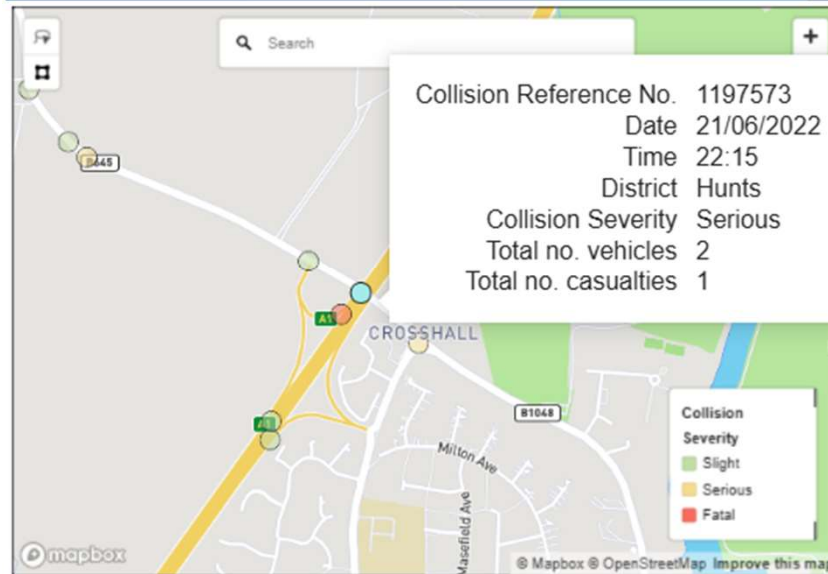 Search
+
Collision Reference No. 1197573
Date 21/06/2022
Time 22:15
District Hunts
Collision Severity Serious
Total no. vehicles 2
Total no. casualties 1
B645
A1
CROSSHALL
A1
B1048
Milton Ave
Masefield Ave
Collision
Severity
Slight
Serious
Fatal
mapbox
© Mapbox © OpenStreetMap Improve this map